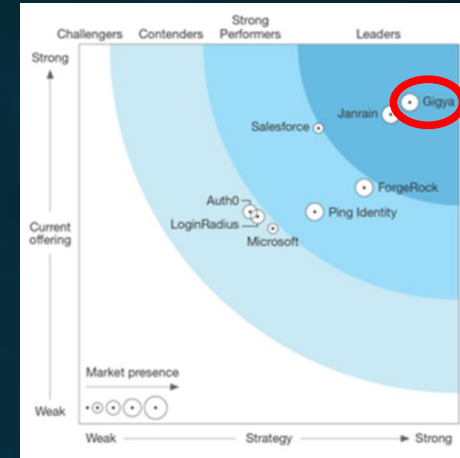 Challengers
Contenders
Strong
Performers
Leaders
Strong
Gigya
Janrain
Salesforce
ForgeRock
Auth0
Ping Identity
LoginRadius
Microsoft
Current
offering
Market presence
Weak
Weak
Strategy
Strong